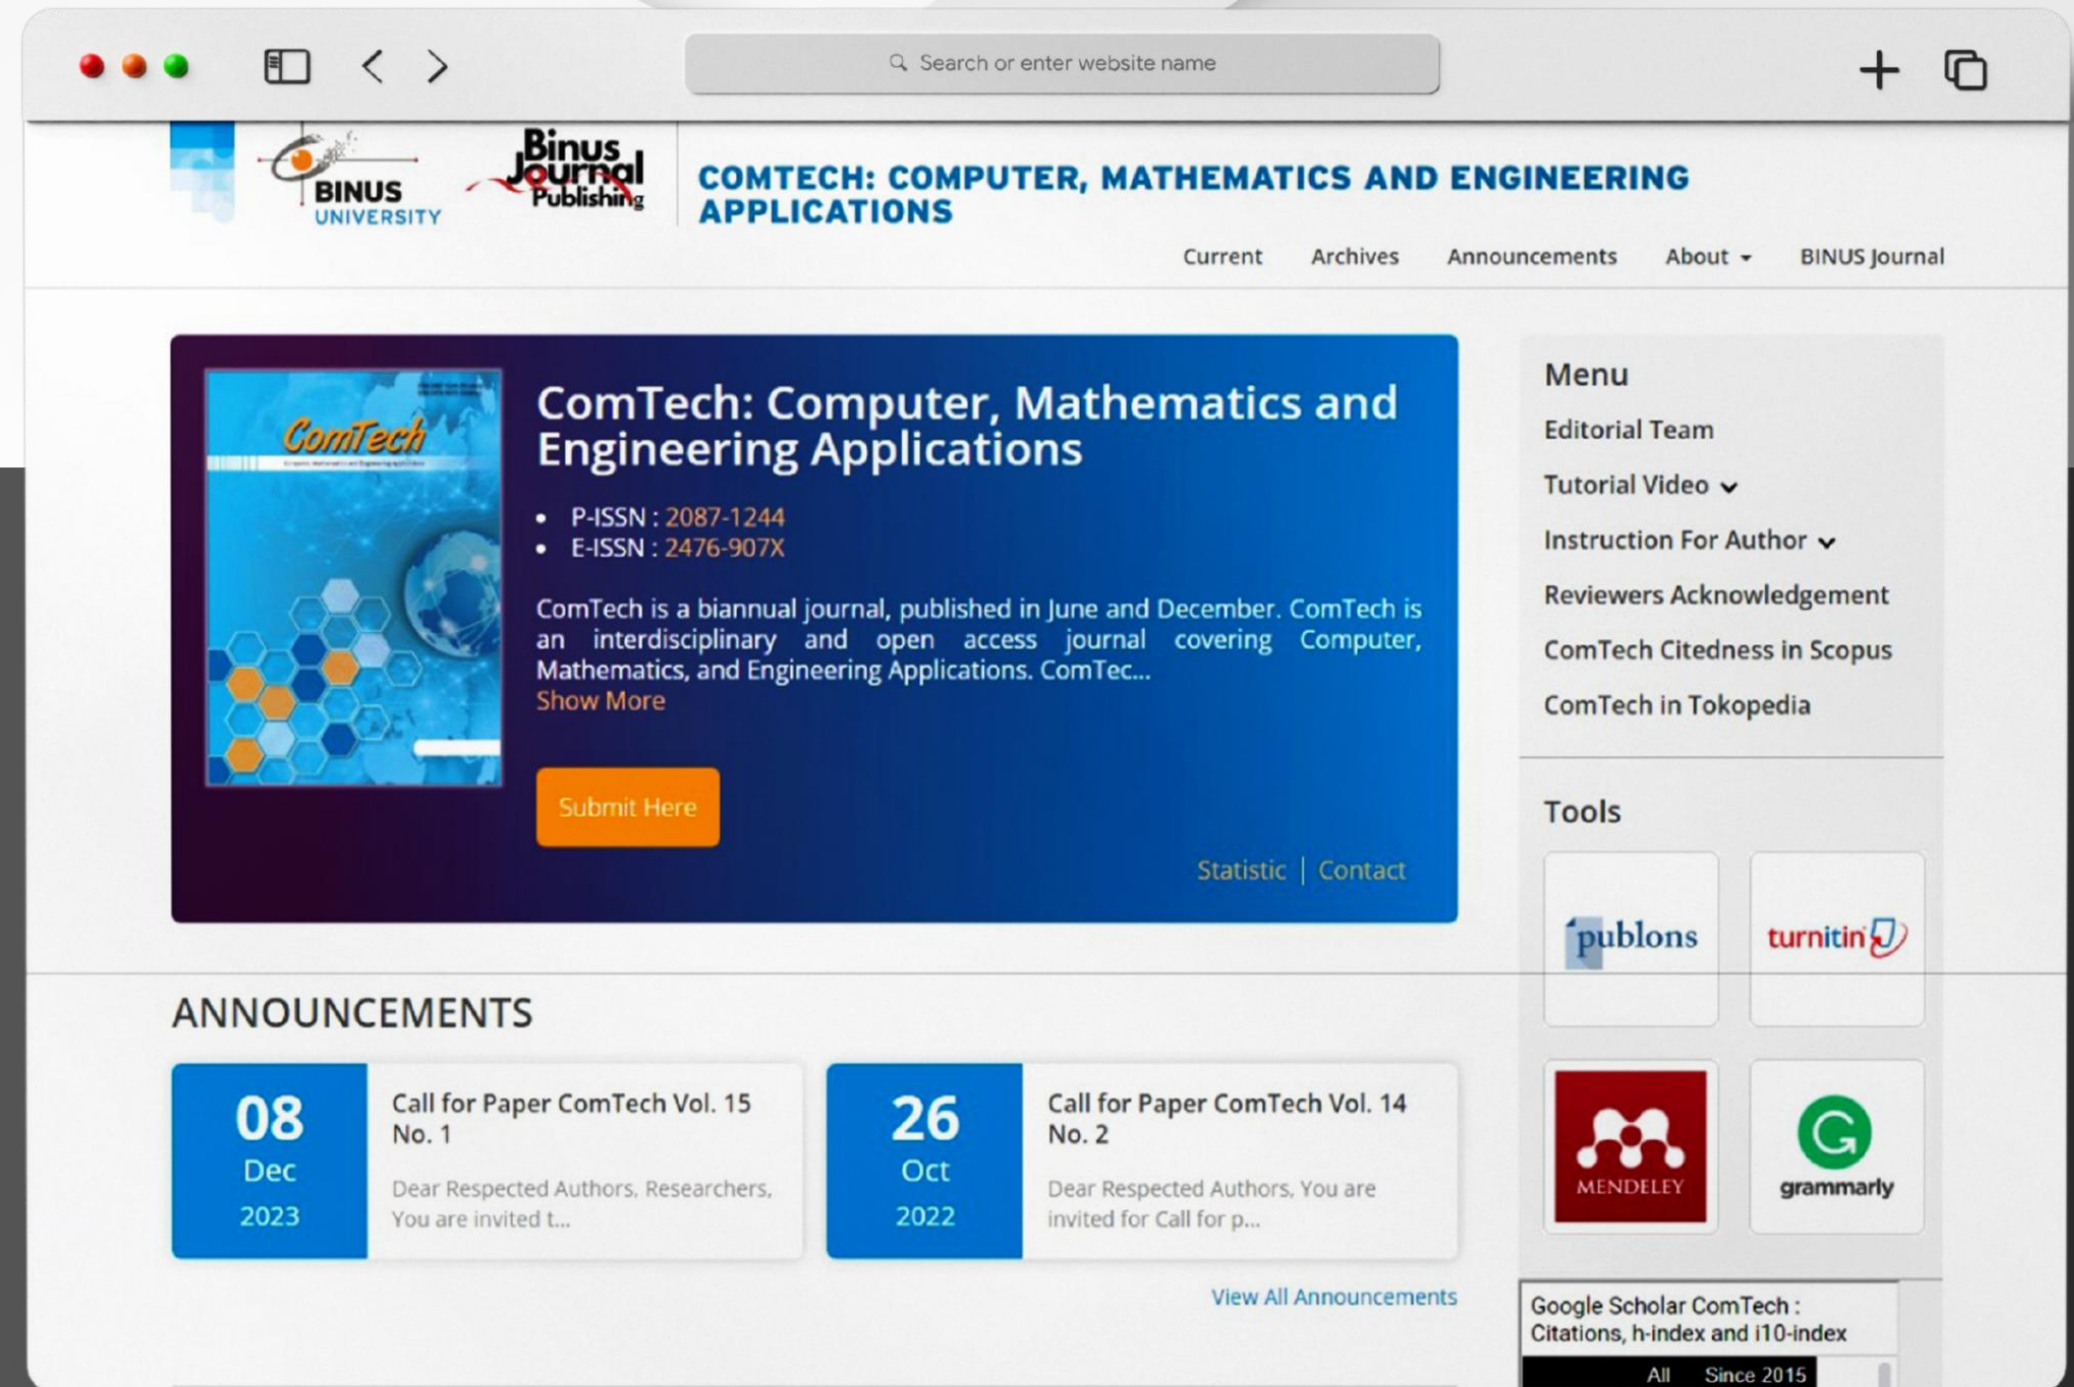 Search or enter website name
BINUS
UNIVERSITY
Binus
Journal
Publishing
COMTECH: COMPUTER, MATHEMATICS AND ENGINEERING
APPLICATIONS
Current Archives Announcements About BINUS Journal
ComTech
ComTech: Computer, Mathematics and
Engineering Applications
• P-ISSN : 2087-1244
• E-ISSN : 2476-907X
ComTech is a biannual journal, published in June and December. ComTech is
an interdisciplinary and open access journal covering Computer,
Mathematics, and Engineering Applications. ComTec...
Show More
Submit Here
Statistic | Contact
Menu
Editorial Team
Tutorial Video
Instruction For Author
Reviewers Acknowledgement
ComTech Citedness in Scopus
ComTech in Tokopedia
Tools
publons
turnitin
MENDELEY
grammarly
ANNOUNCEMENTS
08
Dec
2023
Call for Paper ComTech Vol. 15
No. 1
Dear Respected Authors, Researchers,
You are invited t...
26
Oct
2022
Call for Paper ComTech Vol. 14
No. 2
Dear Respected Authors, You are
invited for Call for p...
View All Announcements
Google Scholar ComTech :
Citations, h-index and i10-index
All Since 2015